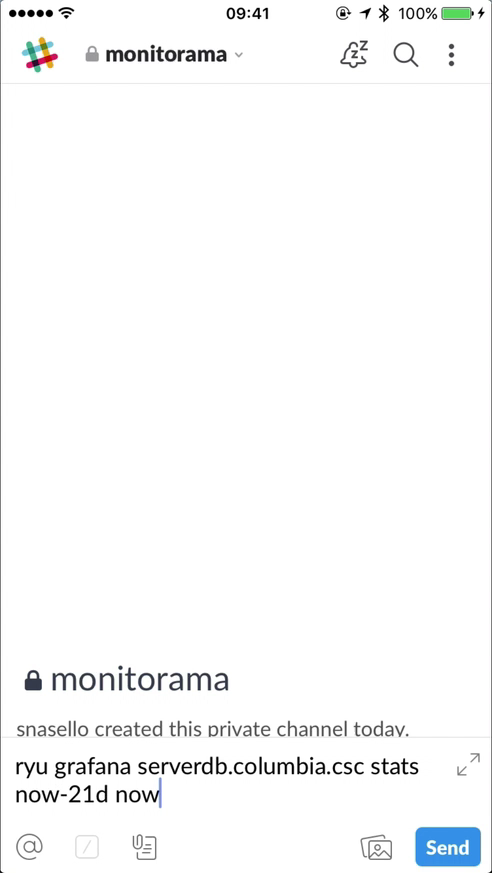 09:41
100%
monitorama
monitorama
snasello created this private channel today.
ryu grafana serverdb.columbia.csc stats
now-21d now
Send